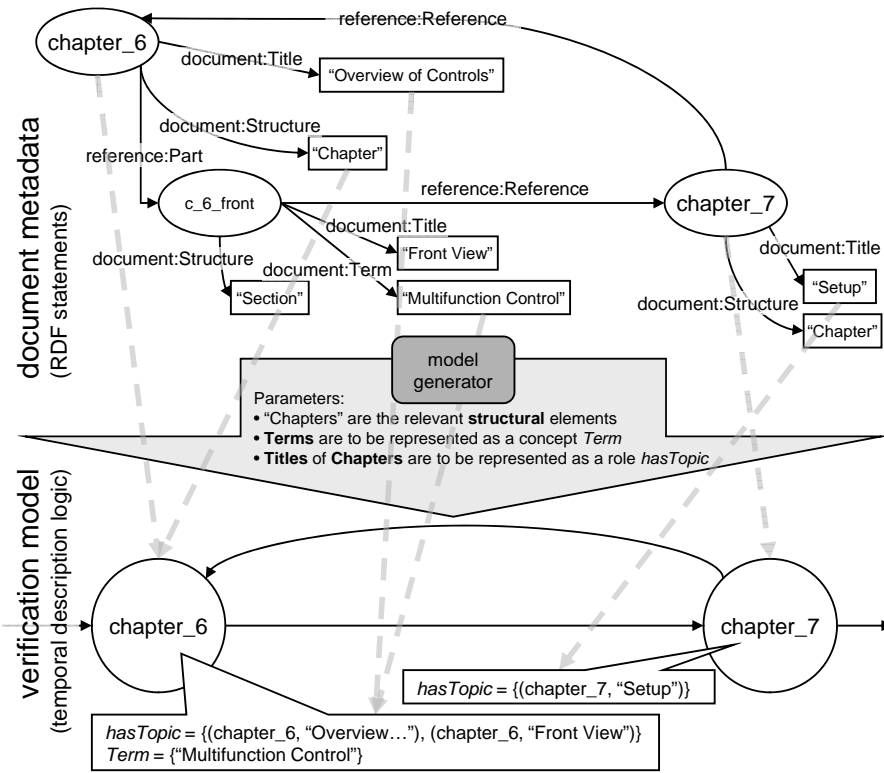 reference:Reference
chapter_6
document:Title
“Overview of Controls”
document:Structure
“Chapter”
reference:Part
reference:Reference
c_6_front
chapter_7
document:Title
“Front View”
document:Title
document:Structure
document:Term
“Section”
“Multifunction Control”
“Setup”
document:Structure
“Chapter”
document metadata
(RDF statements)
model
generator
Parameters:
• “Chapters” are the relevant structural elements
• Terms are to be represented as a concept Term
• Titles of Chapters are to be represented as a role hasTopic
verification model
(temporal description logic)
chapter_6
chapter_7
hasTopic = {(chapter_7, “Setup”)}
hasTopic = {(chapter_6, “Overview…”), (chapter_6, “Front View”)}
Term = {“Multifunction Control”}